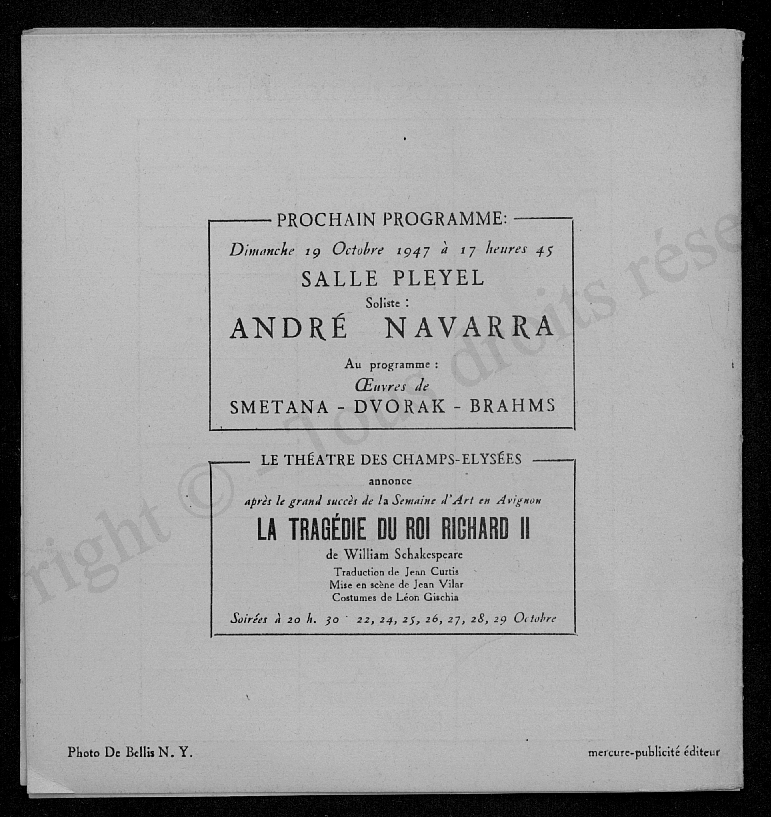 PROCHAIN PROGRAMME:
Dimanche 19 Octobre 1947 à 17 heures 45
SALLE PLEYEL
Soliste :
ANDRÉ NAVARRA
Au programme :
Œuvres de
SMETANA - DVORAK - BRAHMS
LE THÉATRE DES CHAMPS-ELYSÉES
annonce
après le grand succès de la Semaine d'Art en Avignon
LA TRAGÉDIE DU ROI RICHARD II
de William Schakespeare
Traduction de Jean Curtis
Mise en scène de Jean Vilar
Costumes de Léon Gischia
Soirées à 20 h. 30 22, 24, 25, 26, 27, 28, 29 Octobre
Photo De Bellis N. Y.
mercure-publicité éditeur
right © Tous droits rése